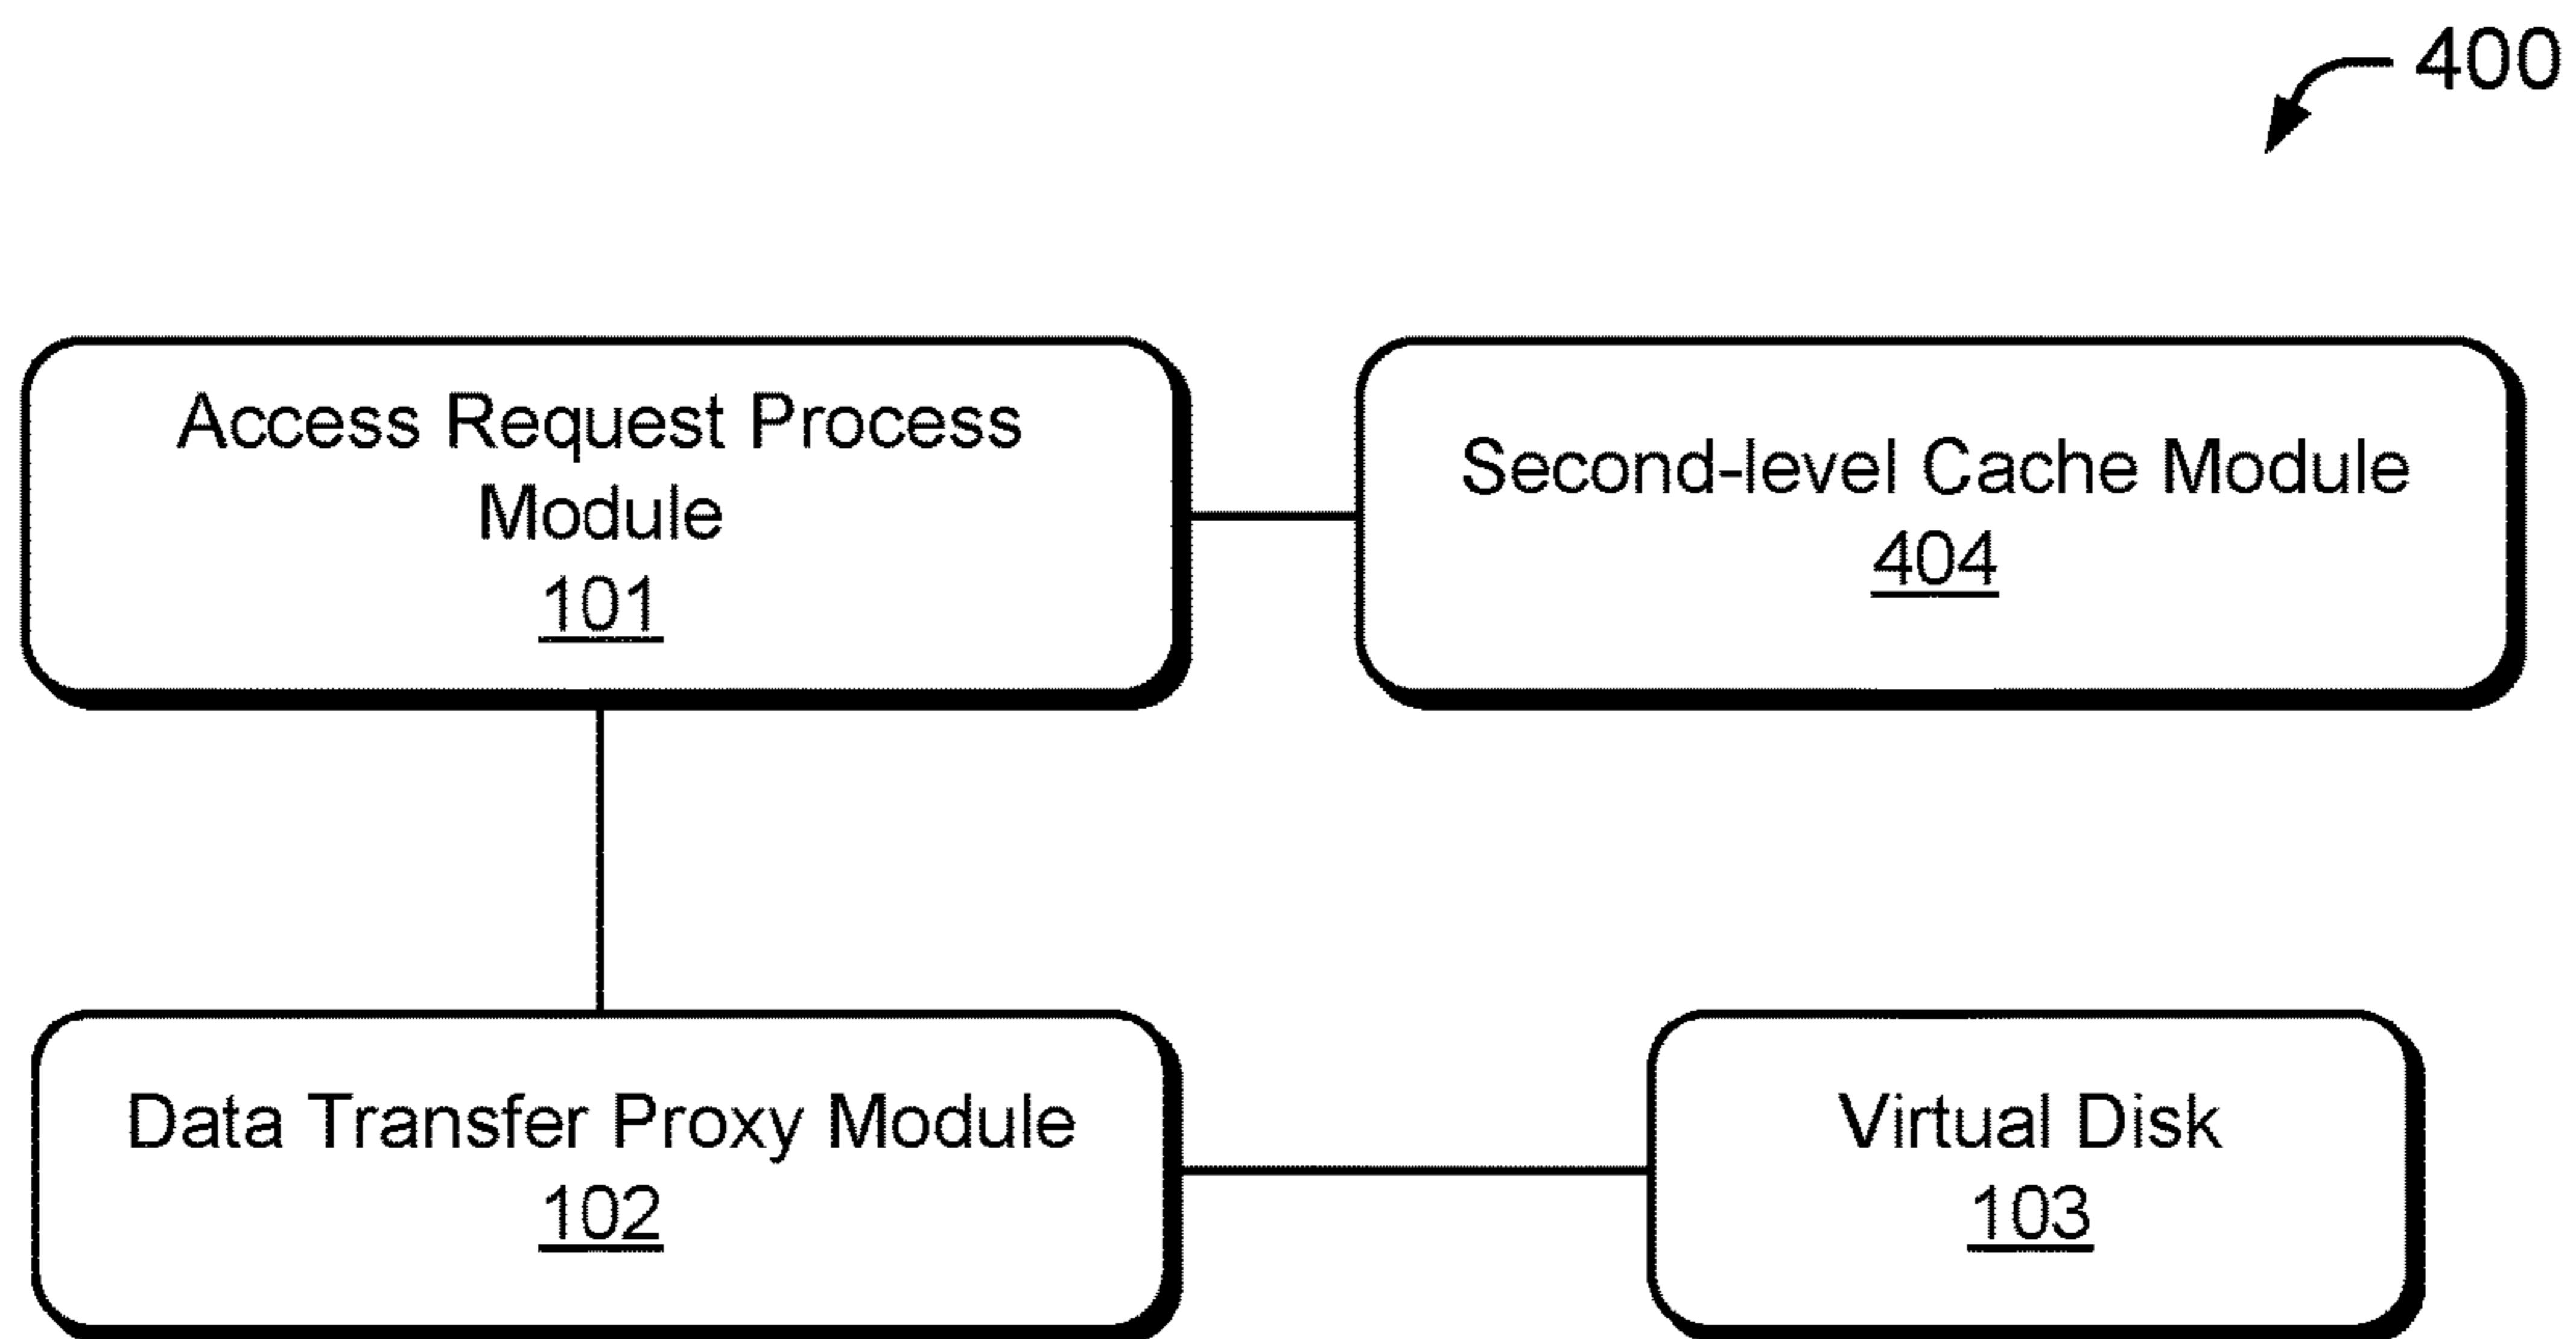 400
Access Request Process
Module
101
Second-level Cache Module
404
Data Transfer Proxy Module
102
Virtual Disk
103